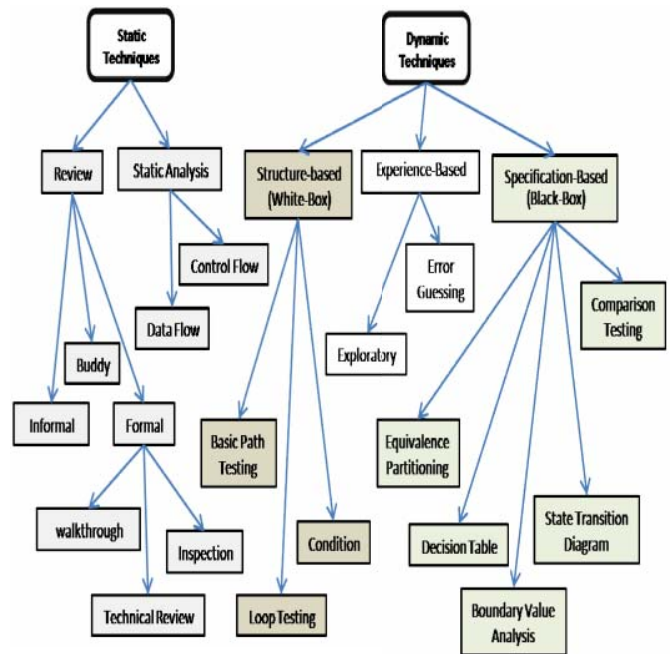 Static
Techniques
Dynamic
Techniques
Review
Static Analysis
Structure-based
(White-Box)
Experience-Based
Specification-Based
(Black-Box)
Control Flow
Error
Guessing
Comparison
Testing
Data Flow
Exploratory
Buddy
Informal
Formal
Basic Path
Testing
Equivalence
Partitioning
walkthrough
Inspection
Condition
Decision Table
State Transition
Diagram
Technical Review
Loop Testing
Boundary Value
Analysis